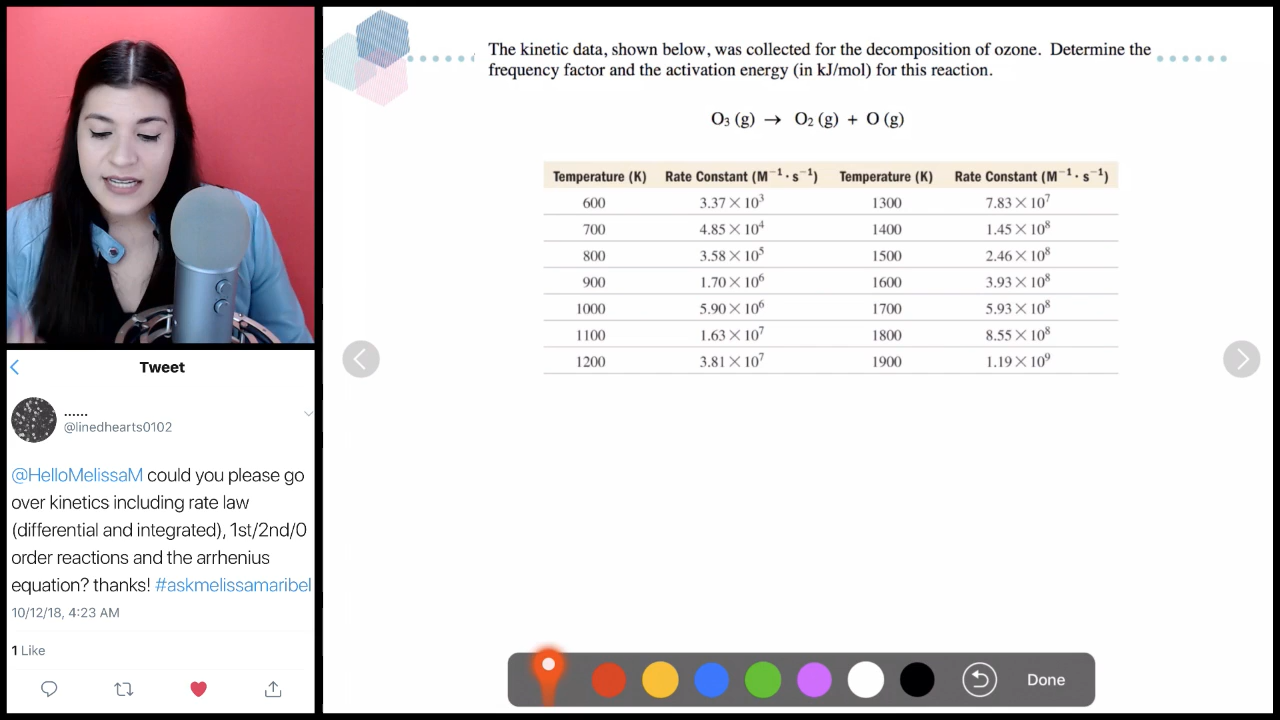 The kinetic data, shown below, was collected for the decomposition of ozone. Determine the
frequency factor and the activation energy (in kJ/mol) for this reaction.
O₃ (g) → O₂ (g) + O (g)
Temperature (K) Rate Constant (M⁻¹ · s⁻¹) Temperature (K) Rate Constant (M⁻¹ · s⁻¹)
600 3.37 × 10³ 1300 7.83 × 10⁷
700 4.85 × 10⁴ 1400 1.45 × 10⁸
800 3.58 × 10⁵ 1500 2.46 × 10⁸
900 1.70 × 10⁶ 1600 3.93 × 10⁸
1000 5.90 × 10⁶ 1700 5.93 × 10⁸
1100 1.63 × 10⁷ 1800 8.55 × 10⁸
1200 3.81 × 10⁷ 1900 1.19 × 10⁹
Tweet
......
@linedhearts0102
@HelloMelissaM could you please go
over kinetics including rate law
(differential and integrated), 1st/2nd/0
order reactions and the arrhenius
equation? thanks! #askmelissamaribel
10/12/18, 4:23 AM
1 Like
Done